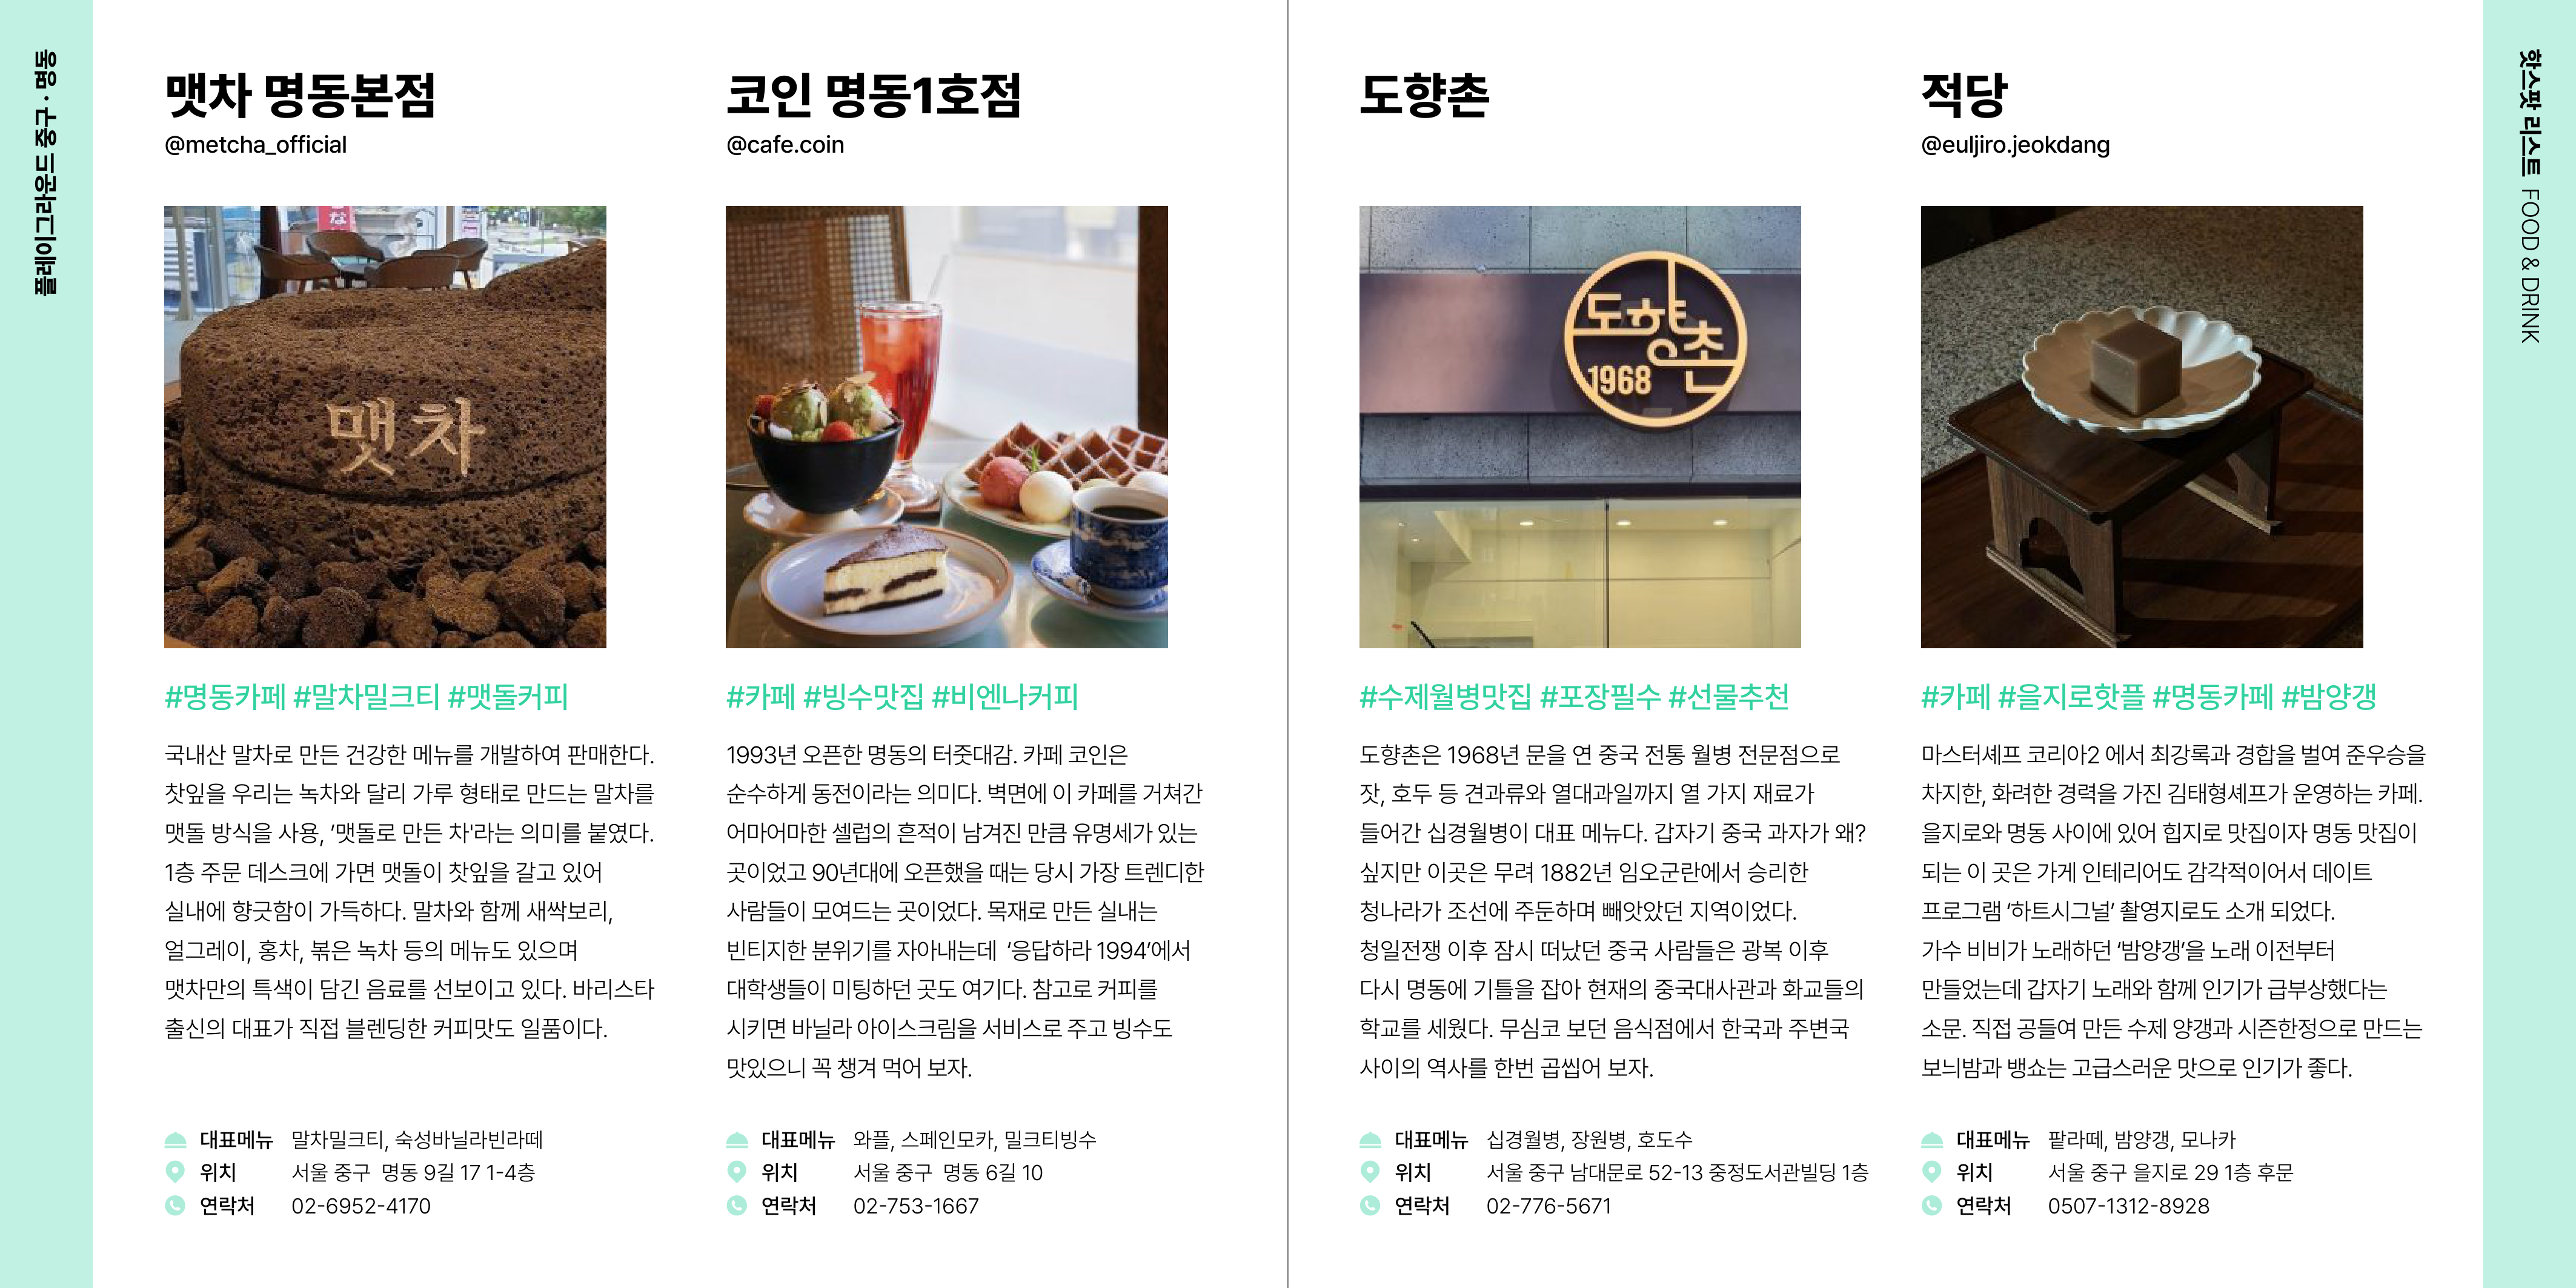 플레이그라운드 중구 · 명동
맷차 명동본점
@metcha_official
맷차
#명동카페 #말차밀크티 #맷돌커피
국내산 말차로 만든 건강한 메뉴를 개발하여 판매한다.
찻잎을 우리는 녹차와 달리 가루 형태로 만드는 말차를
맷돌 방식을 사용, '맷돌로 만든 차'라는 의미를 붙였다.
1층 주문 데스크에 가면 맷돌이 찻잎을 갈고 있어
실내에 향긋함이 가득하다. 말차와 함께 새싹보리,
얼그레이, 홍차, 볶은 녹차 등의 메뉴도 있으며
맷차만의 특색이 담긴 음료를 선보이고 있다. 바리스타
출신의 대표가 직접 블렌딩한 커피맛도 일품이다.
대표메뉴 말차밀크티, 숙성바닐라빈라떼
위치 서울 중구 명동 9길 17 1-4층
연락처 02-6952-4170
코인 명동1호점
@cafe.coin
#카페 #빙수맛집 #비엔나커피
1993년 오픈한 명동의 터줏대감. 카페 코인은
순수하게 동전이라는 의미다. 벽면에 이 카페를 거쳐간
어마어마한 셀럽의 흔적이 남겨진 만큼 유명세가 있는
곳이었고 90년대에 오픈했을 때는 당시 가장 트렌디한
사람들이 모여드는 곳이었다. 목재로 만든 실내는
빈티지한 분위기를 자아내는데 ‘응답하라 1994’에서
대학생들이 미팅하던 곳도 여기다. 참고로 커피를
시키면 바닐라 아이스크림을 서비스로 주고 빙수도
맛있으니 꼭 챙겨 먹어 보자.
대표메뉴 와플, 스페인모카, 밀크티빙수
위치 서울 중구 명동 6길 10
연락처 02-753-1667
도향촌
도향촌
1968
#수제월병맛집 #포장필수 #선물추천
도향촌은 1968년 문을 연 중국 전통 월병 전문점으로
잣, 호두 등 견과류와 열대과일까지 열 가지 재료가
들어간 십경월병이 대표 메뉴다. 갑자기 중국 과자가 왜?
싶지만 이곳은 무려 1882년 임오군란에서 승리한
청나라가 조선에 주둔하며 빼앗았던 지역이었다.
청일전쟁 이후 잠시 떠났던 중국 사람들은 광복 이후
다시 명동에 기틀을 잡아 현재의 중국대사관과 화교들의
학교를 세웠다. 무심코 보던 음식점에서 한국과 주변국
사이의 역사를 한번 곱씹어 보자.
대표메뉴 십경월병, 장원병, 호도수
위치 서울 중구 남대문로 52-13 중정도서관빌딩 1층
연락처 02-776-5671
적당
@euljiro.jeokdang
#카페 #을지로핫플 #명동카페 #밤양갱
마스터셰프 코리아2 에서 최강록과 경합을 벌여 준우승을
차지한, 화려한 경력을 가진 김태형셰프가 운영하는 카페.
을지로와 명동 사이에 있어 힙지로 맛집이자 명동 맛집이
되는 이 곳은 가게 인테리어도 감각적이어서 데이트
프로그램 ‘하트시그널’ 촬영지로도 소개 되었다.
가수 비비가 노래하던 ‘밤양갱’을 노래 이전부터
만들었는데 갑자기 노래와 함께 인기가 급부상했다는
소문. 직접 공들여 만든 수제 양갱과 시즌한정으로 만드는
보늬밤과 뱅쇼는 고급스러운 맛으로 인기가 좋다.
대표메뉴 팥라떼, 밤양갱, 모나카
위치 서울 중구 을지로 29 1층 후문
연락처 0507-1312-8928
핫스팟 리스트 FOOD & DRINK